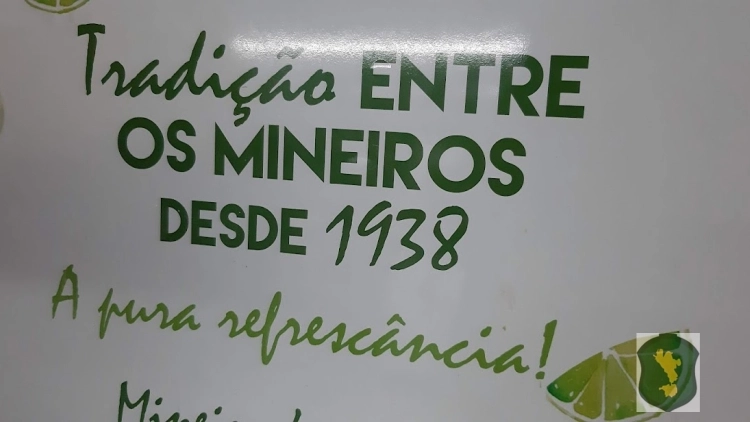 Tradição ENTRE
OS MINEIROS
DESDE 1938
A pura refrescância!